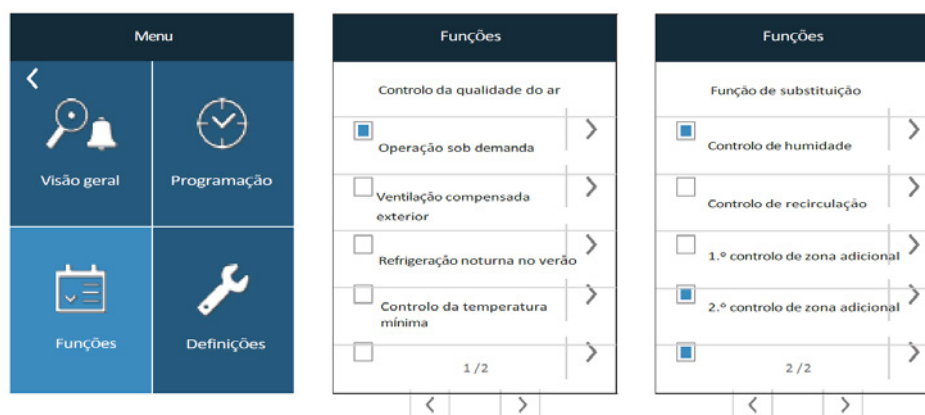 Menu
Visão geral
Programação
Funções
Definições
Funções
Controlo da qualidade do ar
Operação sob demanda
Ventilação compensada
exterior
Refrigeração noturna no verão
Controlo da temperatura
mínima
1/2
Funções
Função de substituição
Controlo de humidade
Controlo de recirculação
1.º controlo de zona adicional
2.º controlo de zona adicional
2/2